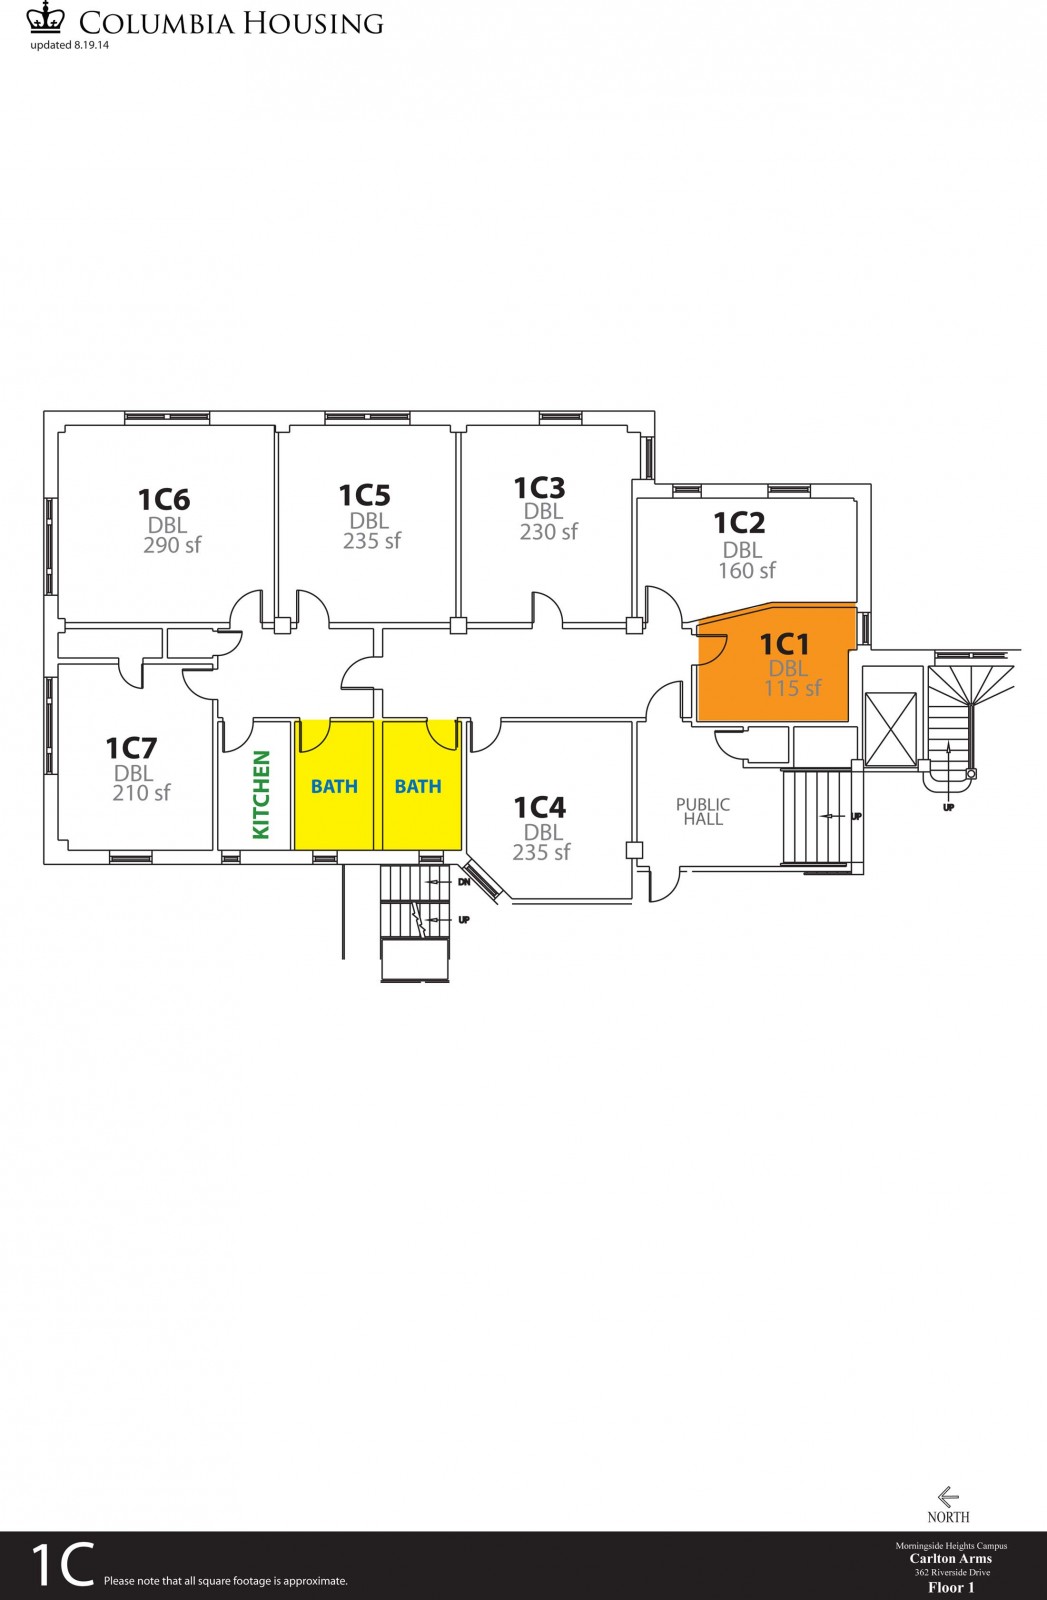 COLUMBIA HOUSING
updated 8.19.14
1C6
DBL
290 sf
1C5
DBL
235 sf
1C3
DBL
230 sf
1C2
DBL
160 sf
1C1
DBL
115 sf
1C7
DBL
210 sf
KITCHEN
BATH
BATH
1C4
DBL
235 sf
PUBLIC
HALL
UP
UP
DN
UP
NORTH
1C
Please note that all square footage is approximate.
Morningside Heights Campus
Carlton Arms
362 Riverside Drive
Floor 1